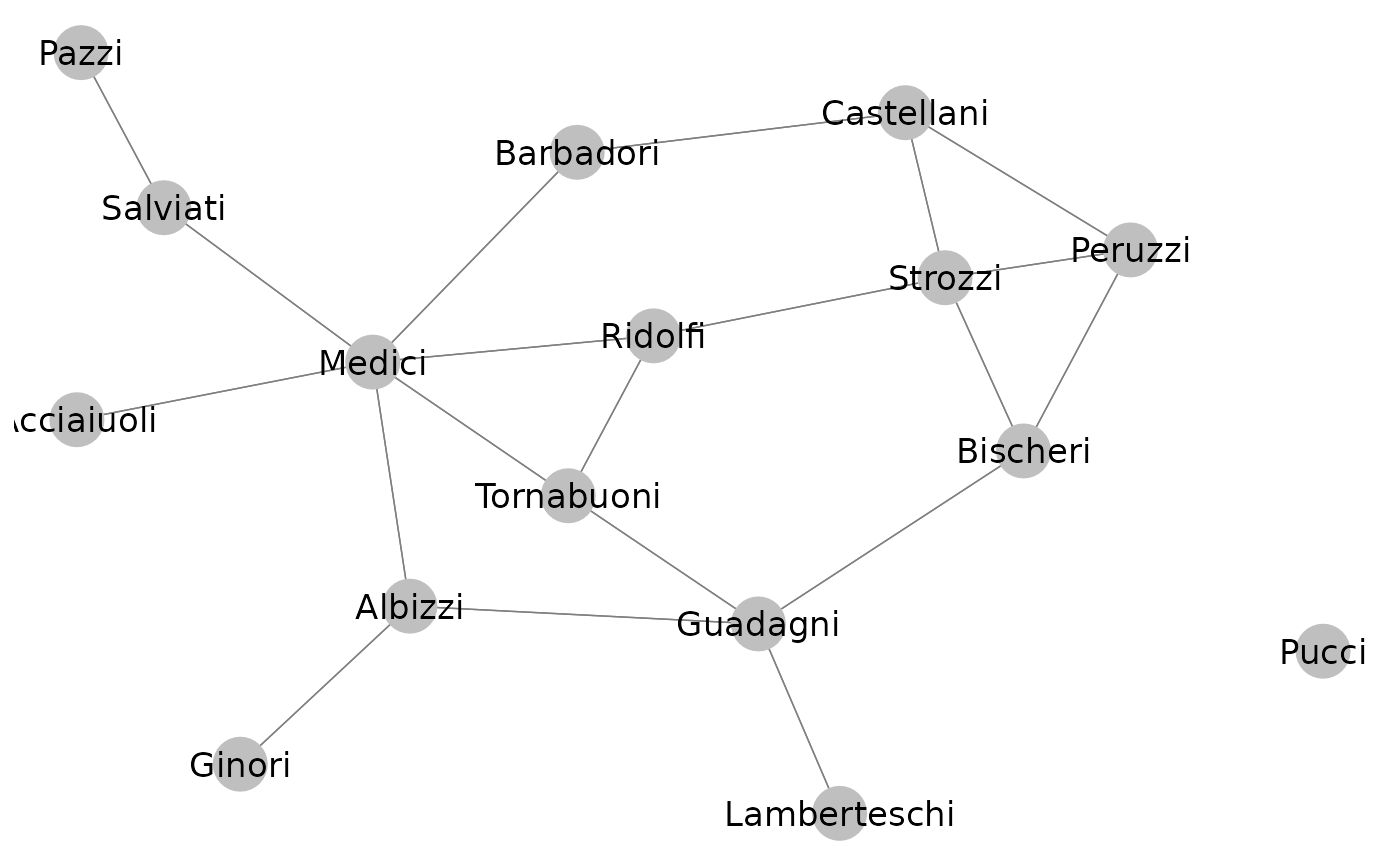 Pazzi
Castellani
Barbadori
Salviati
Peruzzi
Strozzi
Ridolfi
Medici
cciaiuoli
Bischeri
Tornabuoni
Albizzi
Guadagni
Pucci
Ginori
Lamberteschi